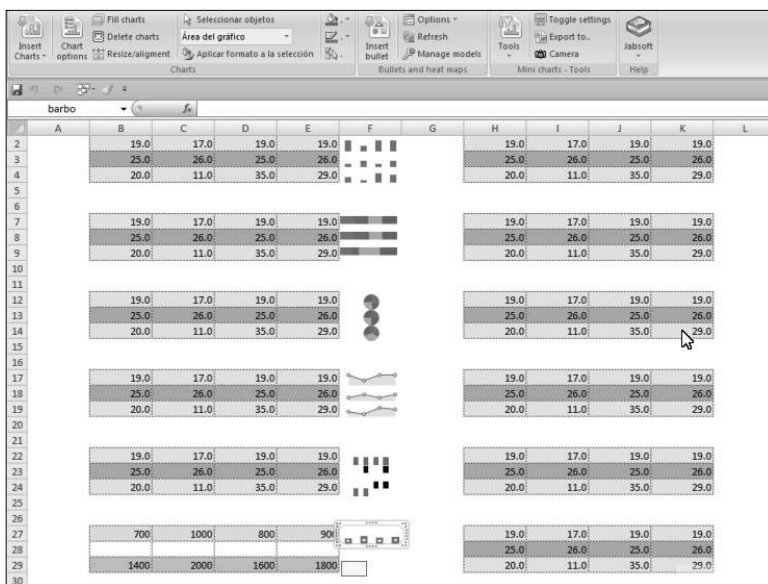 Fill charts Seleccionar objetos Options Toggle settings
Delete charts Área del gráfico Refresh Export to..
Insert Charts Chart options Resize/aligment Aplicar formato a la selección Insert bullet Manage models Tools Camera Jabsoft
Charts Bullets and heat maps Mini charts - Tools Help
barbo fx
A B C D E F G H I J K L
2 19.0 17.0 19.0 19.0 19.0 17.0 19.0 19.0
3 25.0 26.0 25.0 26.0 25.0 26.0 25.0 26.0
4 20.0 11.0 35.0 29.0 20.0 11.0 35.0 29.0
5
6
7 19.0 17.0 19.0 19.0 19.0 17.0 19.0 19.0
8 25.0 26.0 25.0 26.0 25.0 26.0 25.0 26.0
9 20.0 11.0 35.0 29.0 20.0 11.0 35.0 29.0
10
11
12 19.0 17.0 19.0 19.0 19.0 17.0 19.0 19.0
13 25.0 26.0 25.0 26.0 25.0 26.0 25.0 26.0
14 20.0 11.0 35.0 29.0 20.0 11.0 35.0 29.0
15
16
17 19.0 17.0 19.0 19.0 19.0 17.0 19.0 19.0
18 25.0 26.0 25.0 26.0 25.0 26.0 25.0 26.0
19 20.0 11.0 35.0 29.0 20.0 11.0 35.0 29.0
20
21
22 19.0 17.0 19.0 19.0 19.0 17.0 19.0 19.0
23 25.0 26.0 25.0 26.0 25.0 26.0 25.0 26.0
24 20.0 11.0 35.0 29.0 20.0 11.0 35.0 29.0
25
26
27 700 1000 800 900 19.0 17.0 19.0 19.0
28 25.0 26.0 25.0 26.0
29 1400 2000 1600 1800 20.0 11.0 35.0 29.0
30